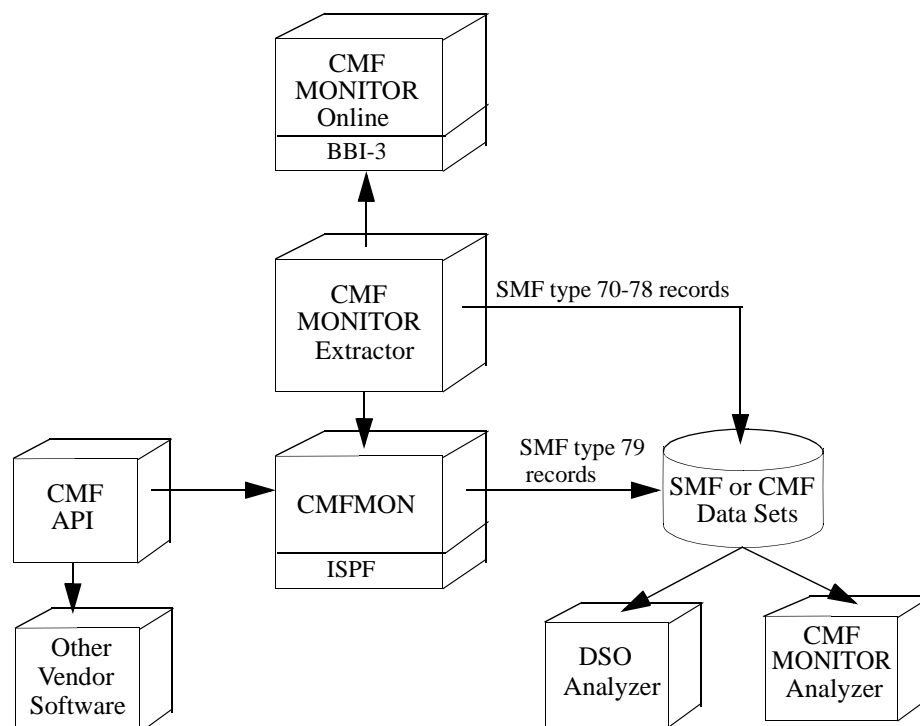 CMF
MONITOR
Online
BBI-3
CMF
MONITOR
Extractor
SMF type 70-78 records
CMF
API
CMFMON
ISPF
SMF type 79
records
SMF or CMF
Data Sets
Other
Vendor
Software
DSO
Analyzer
CMF
MONITOR
Analyzer